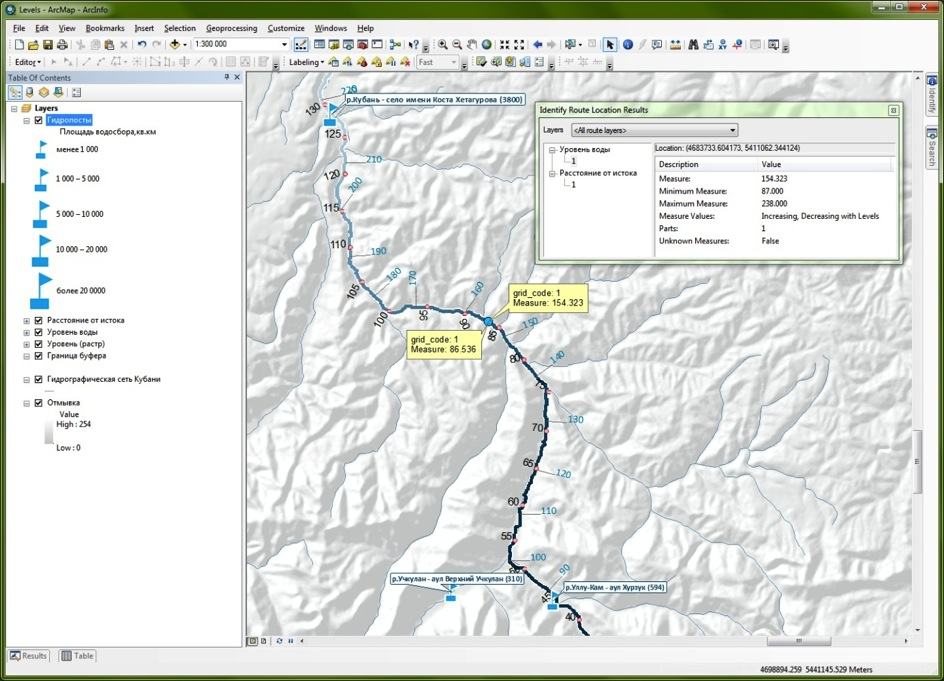 Levels - ArcMap - ArcInfo
File Edit View Bookmarks Insert Selection Geoprocessing Customize Windows Help
1:300 000
Editor
Labeling
Fast
Table Of Contents
Layers
Гидропосты
Площадь водосбора,кв.км
менее 1 000
1 000 – 5 000
5 000 – 10 000
10 000 – 20 000
более 20 0000
Расстояние от истока
Уровень воды
Уровень (растр)
Граница буфера
Гидрографическая сеть Кубани
Отмывка
Value
High : 254
Low : 0
Results Table
220
р.Кубань - село имени Коста Хетагурова (3800)
130
125
210
120
200
115
110
190
180
170
105
160
100
95
90
85
150
grid_code: 1
Measure: 154.323
grid_code: 1
Measure: 86.536
80
140
75
130
70
65
120
60
110
55
100
90
р.Учкулан - аул Верхний Учкулан (310)
р.Уллу-Кам - аул Хурзук (594)
45
40
Identify Route Location Results
Layers <All route layers>
Уровень воды
1
Расстояние от истока
1
Location: (4683733.604173, 5411062.344124)
Description Value
Measure: 154.323
Minimum Measure: 87.000
Maximum Measure: 238.000
Measure Values: Increasing, Decreasing with Levels
Parts: 1
Unknown Measures: False
Identify
Search
4698894.259 5441145.529 Meters